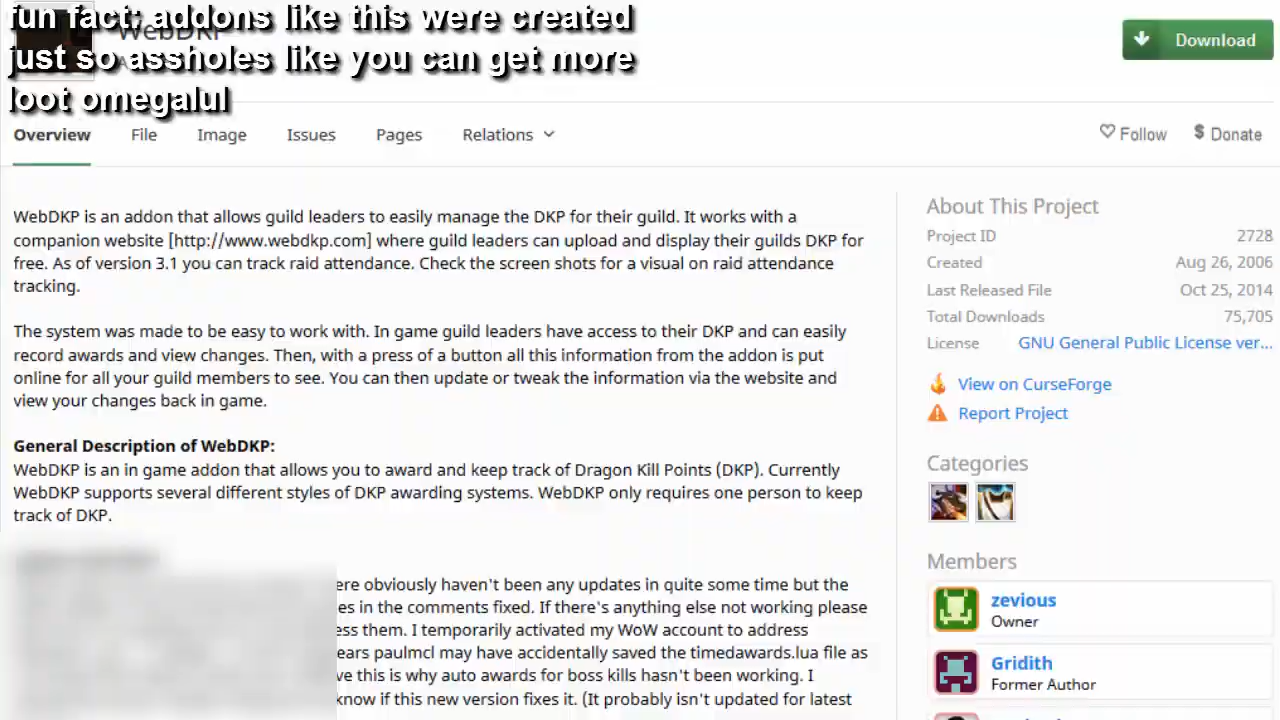 fun fact: addons like this were created
just so assholes like you can get more
loot omegalul
WebDKP
Download
Overview File Image Issues Pages Relations
Follow $ Donate
WebDKP is an addon that allows guild leaders to easily manage the DKP for their guild. It works with a
companion website [http://www.webdkp.com] where guild leaders can upload and display their guilds DKP for
free. As of version 3.1 you can track raid attendance. Check the screen shots for a visual on raid attendance
tracking.
The system was made to be easy to work with. In game guild leaders have access to their DKP and can easily
record awards and view changes. Then, with a press of a button all this information from the addon is put
online for all your guild members to see. You can then update or tweak the information via the website and
view your changes back in game.
General Description of WebDKP:
WebDKP is an in game addon that allows you to award and keep track of Dragon Kill Points (DKP). Currently
WebDKP supports several different styles of DKP awarding systems. WebDKP only requires one person to keep
track of DKP.
obviously haven't been any updates in quite some time but the
in the comments fixed. If there's anything else not working please
them. I temporarily activated my WoW account to address
paulmcl may have accidentally saved the timedawards.lua file as
this is why auto awards for boss kills hasn't been working. I
know if this new version fixes it. (It probably isn't updated for latest
About This Project
Project ID 2728
Created Aug 26, 2006
Last Released File Oct 25, 2014
Total Downloads 75,705
License GNU General Public License ver...
View on CurseForge
Report Project
Categories
Members
zevious
Owner
Gridith
Former Author